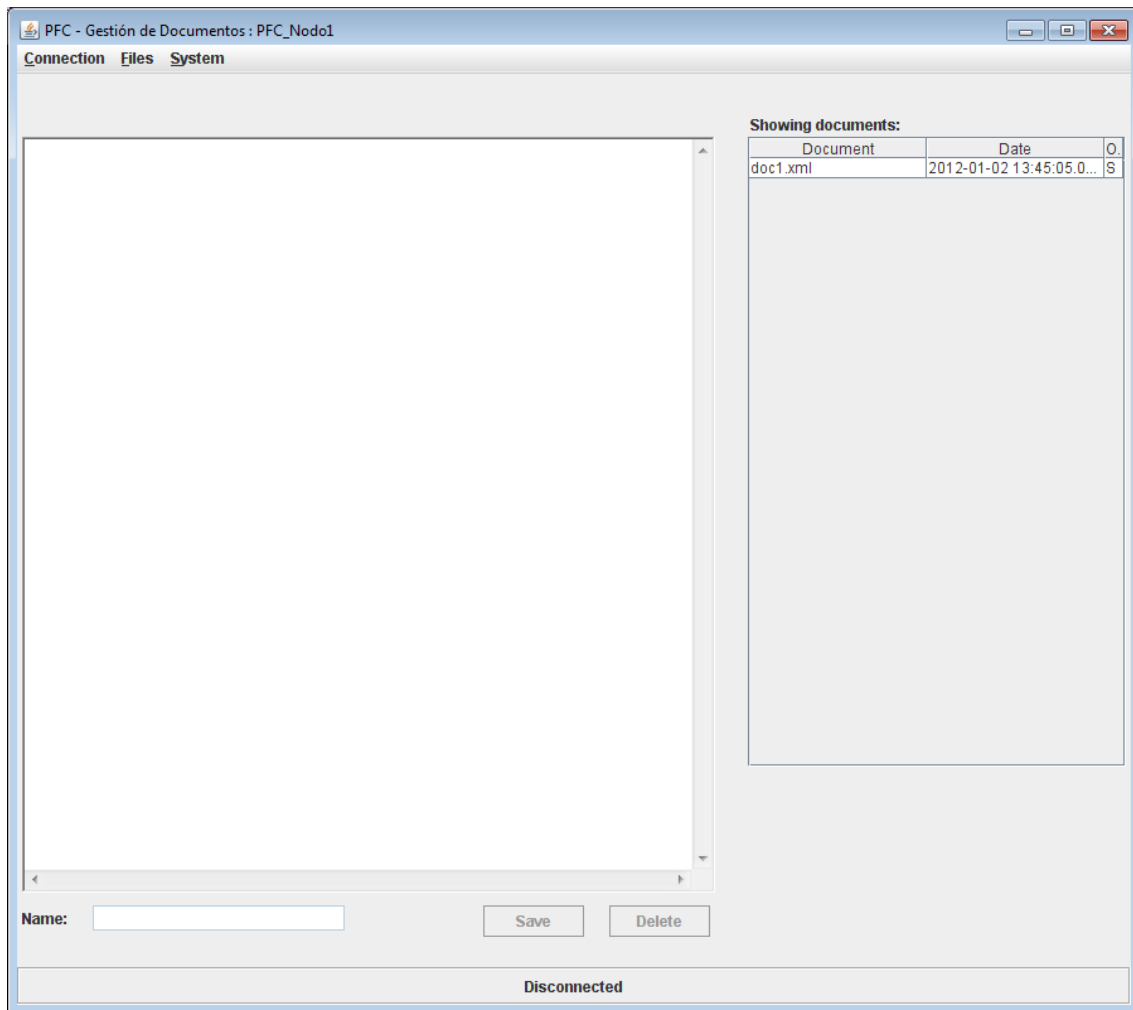 PFC - Gestión de Documentos : PFC_Nodo1
Connection Files System
Showing documents:
Document Date O.
doc1.xml 2012-01-02 13:45:05.0... S
Name: Save Delete
Disconnected